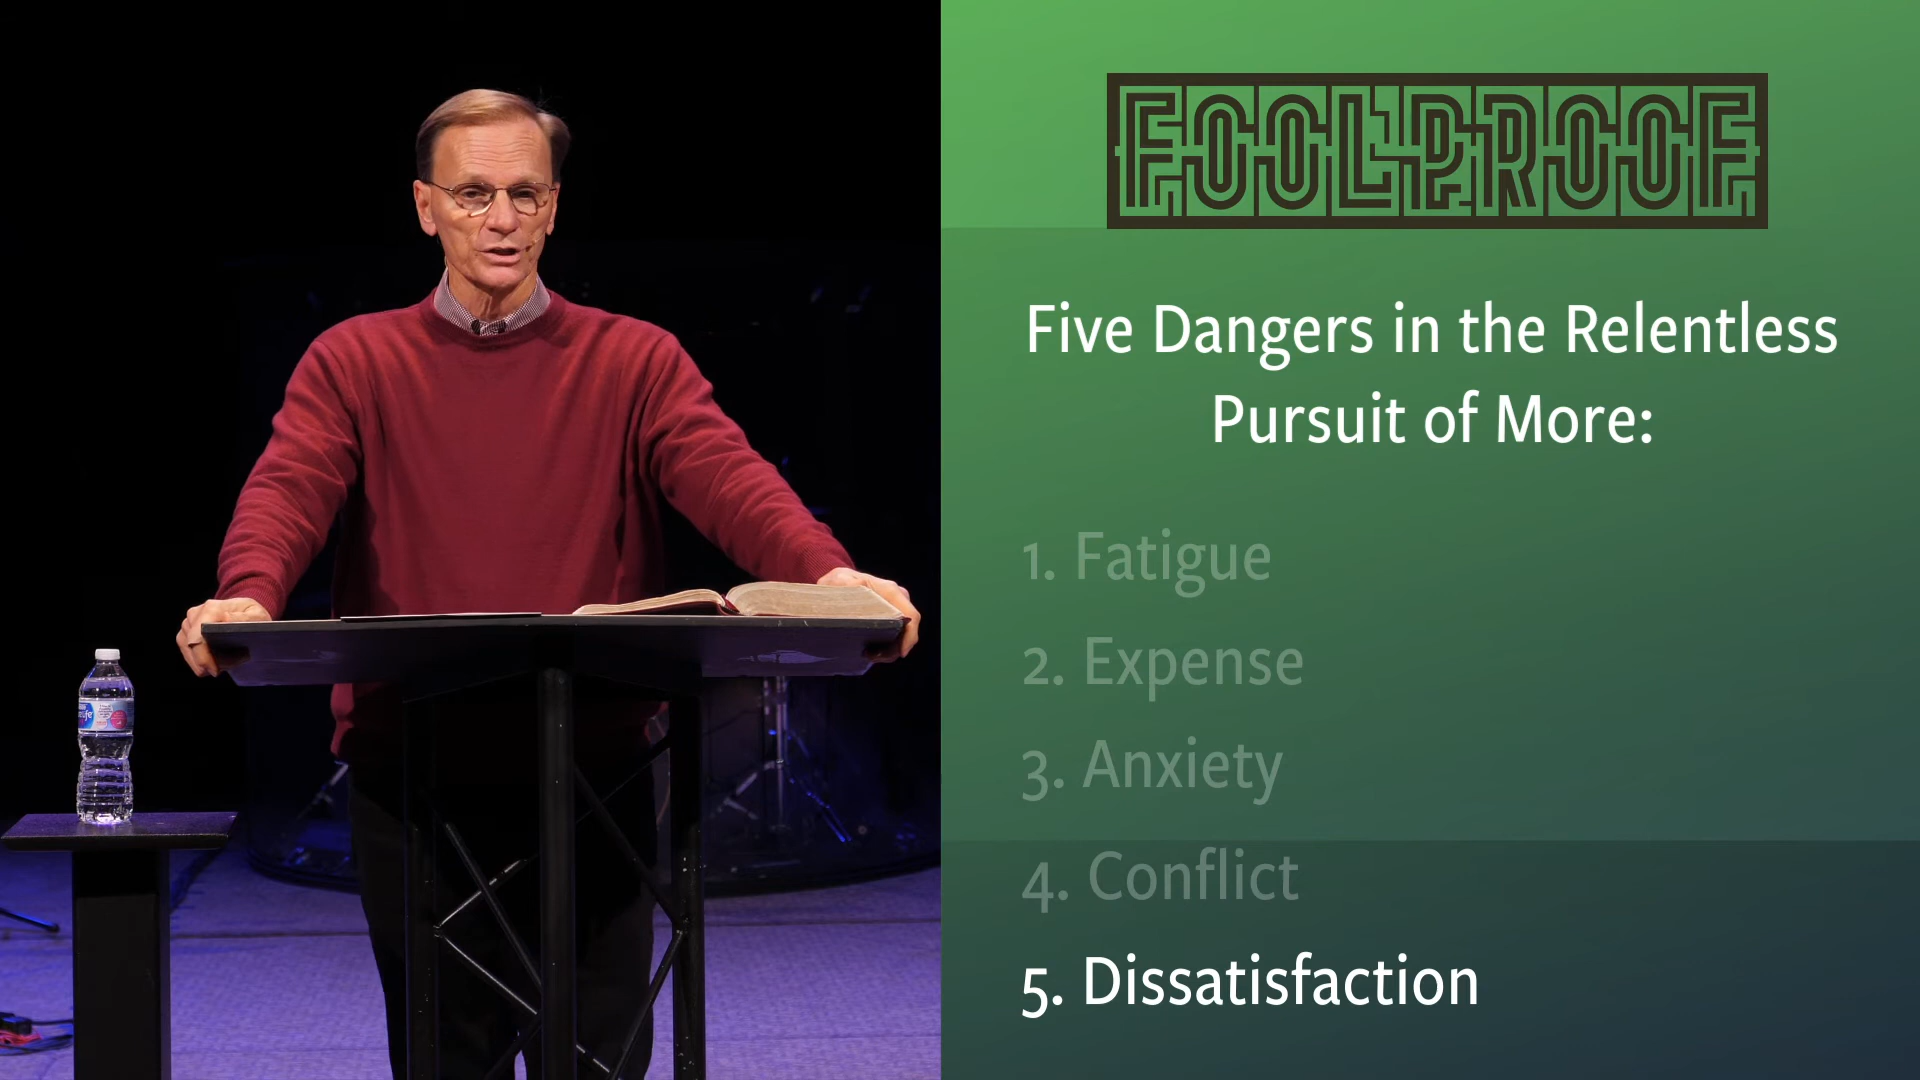 FOOLPROOF
Five Dangers in the Relentless
Pursuit of More:
1. Fatigue
2. Expense
3. Anxiety
4. Conflict
5. Dissatisfaction